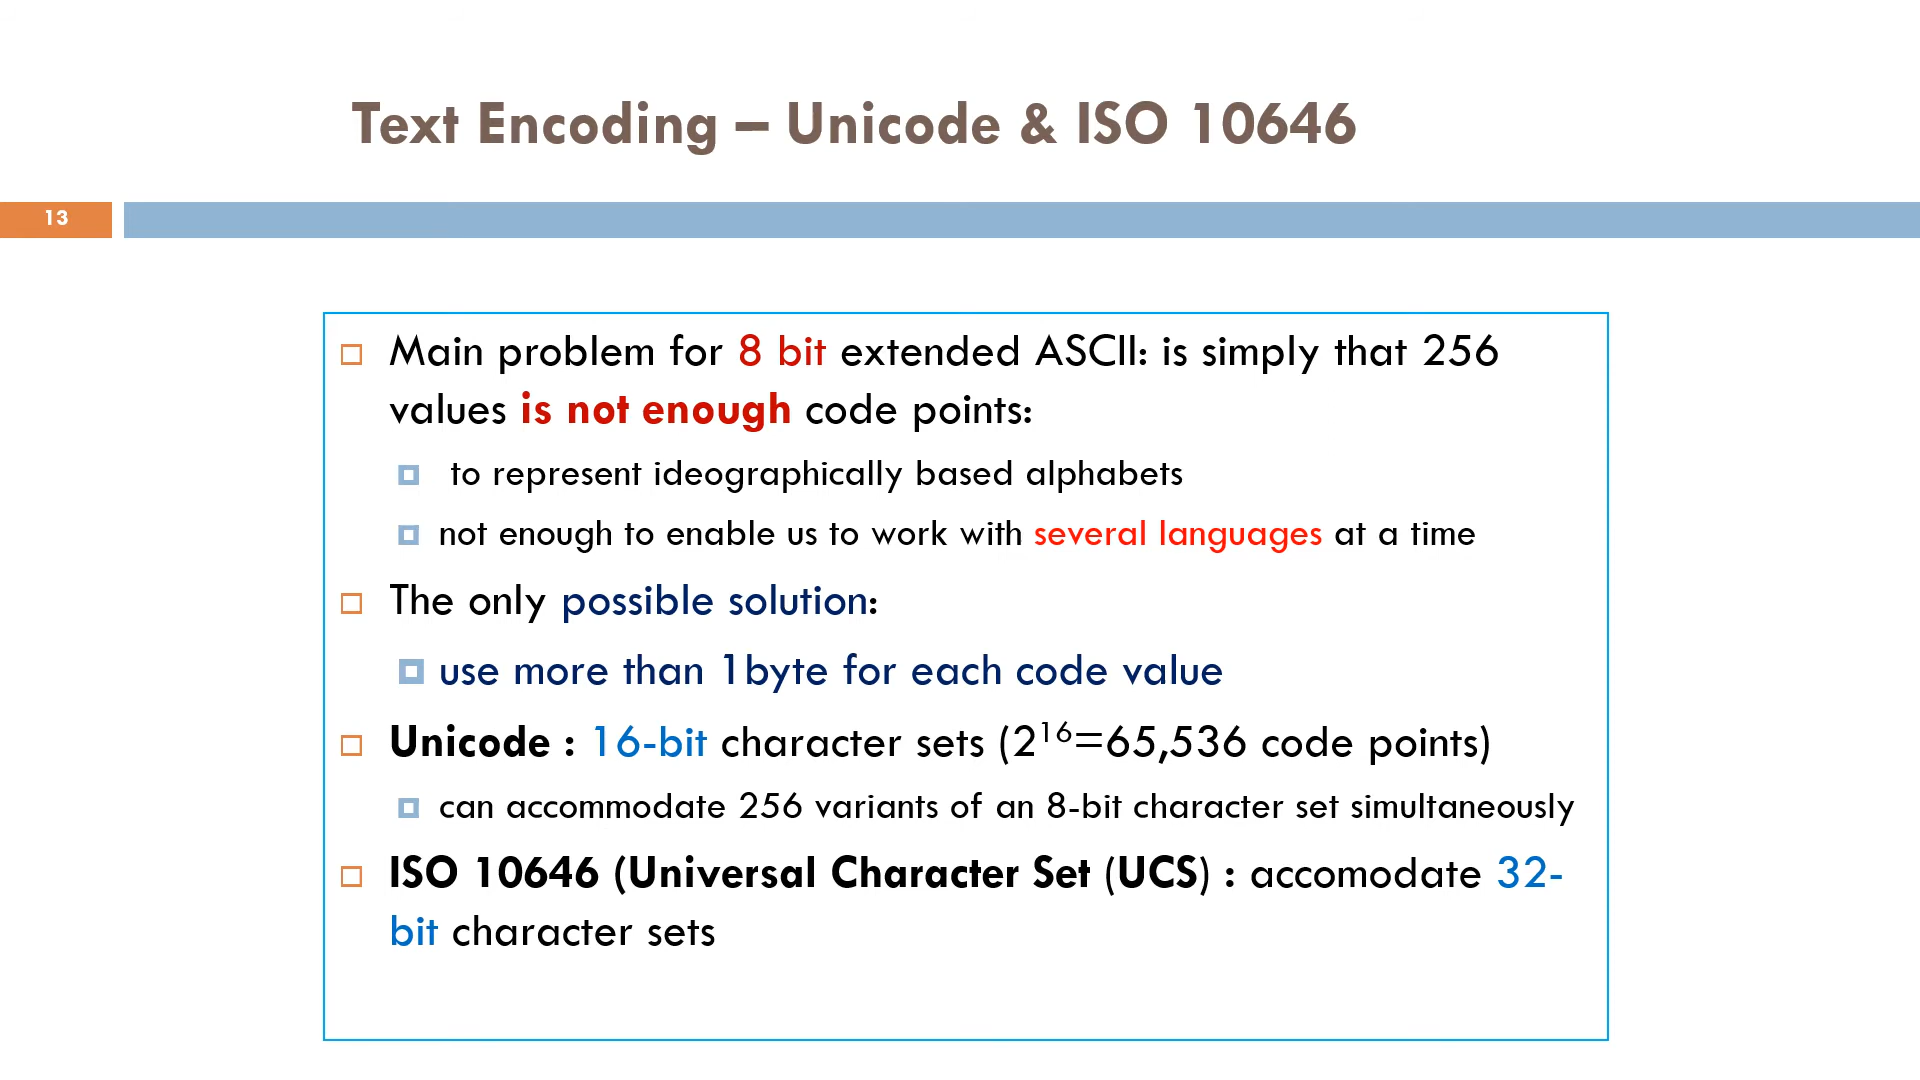 Text Encoding – Unicode & ISO 10646
13
Main problem for 8 bit extended ASCII: is simply that 256
values is not enough code points:
to represent ideographically based alphabets
not enough to enable us to work with several languages at a time
The only possible solution:
use more than 1byte for each code value
Unicode : 16-bit character sets (2¹⁶=65,536 code points)
can accommodate 256 variants of an 8-bit character set simultaneously
ISO 10646 (Universal Character Set (UCS) : accomodate 32-
bit character sets